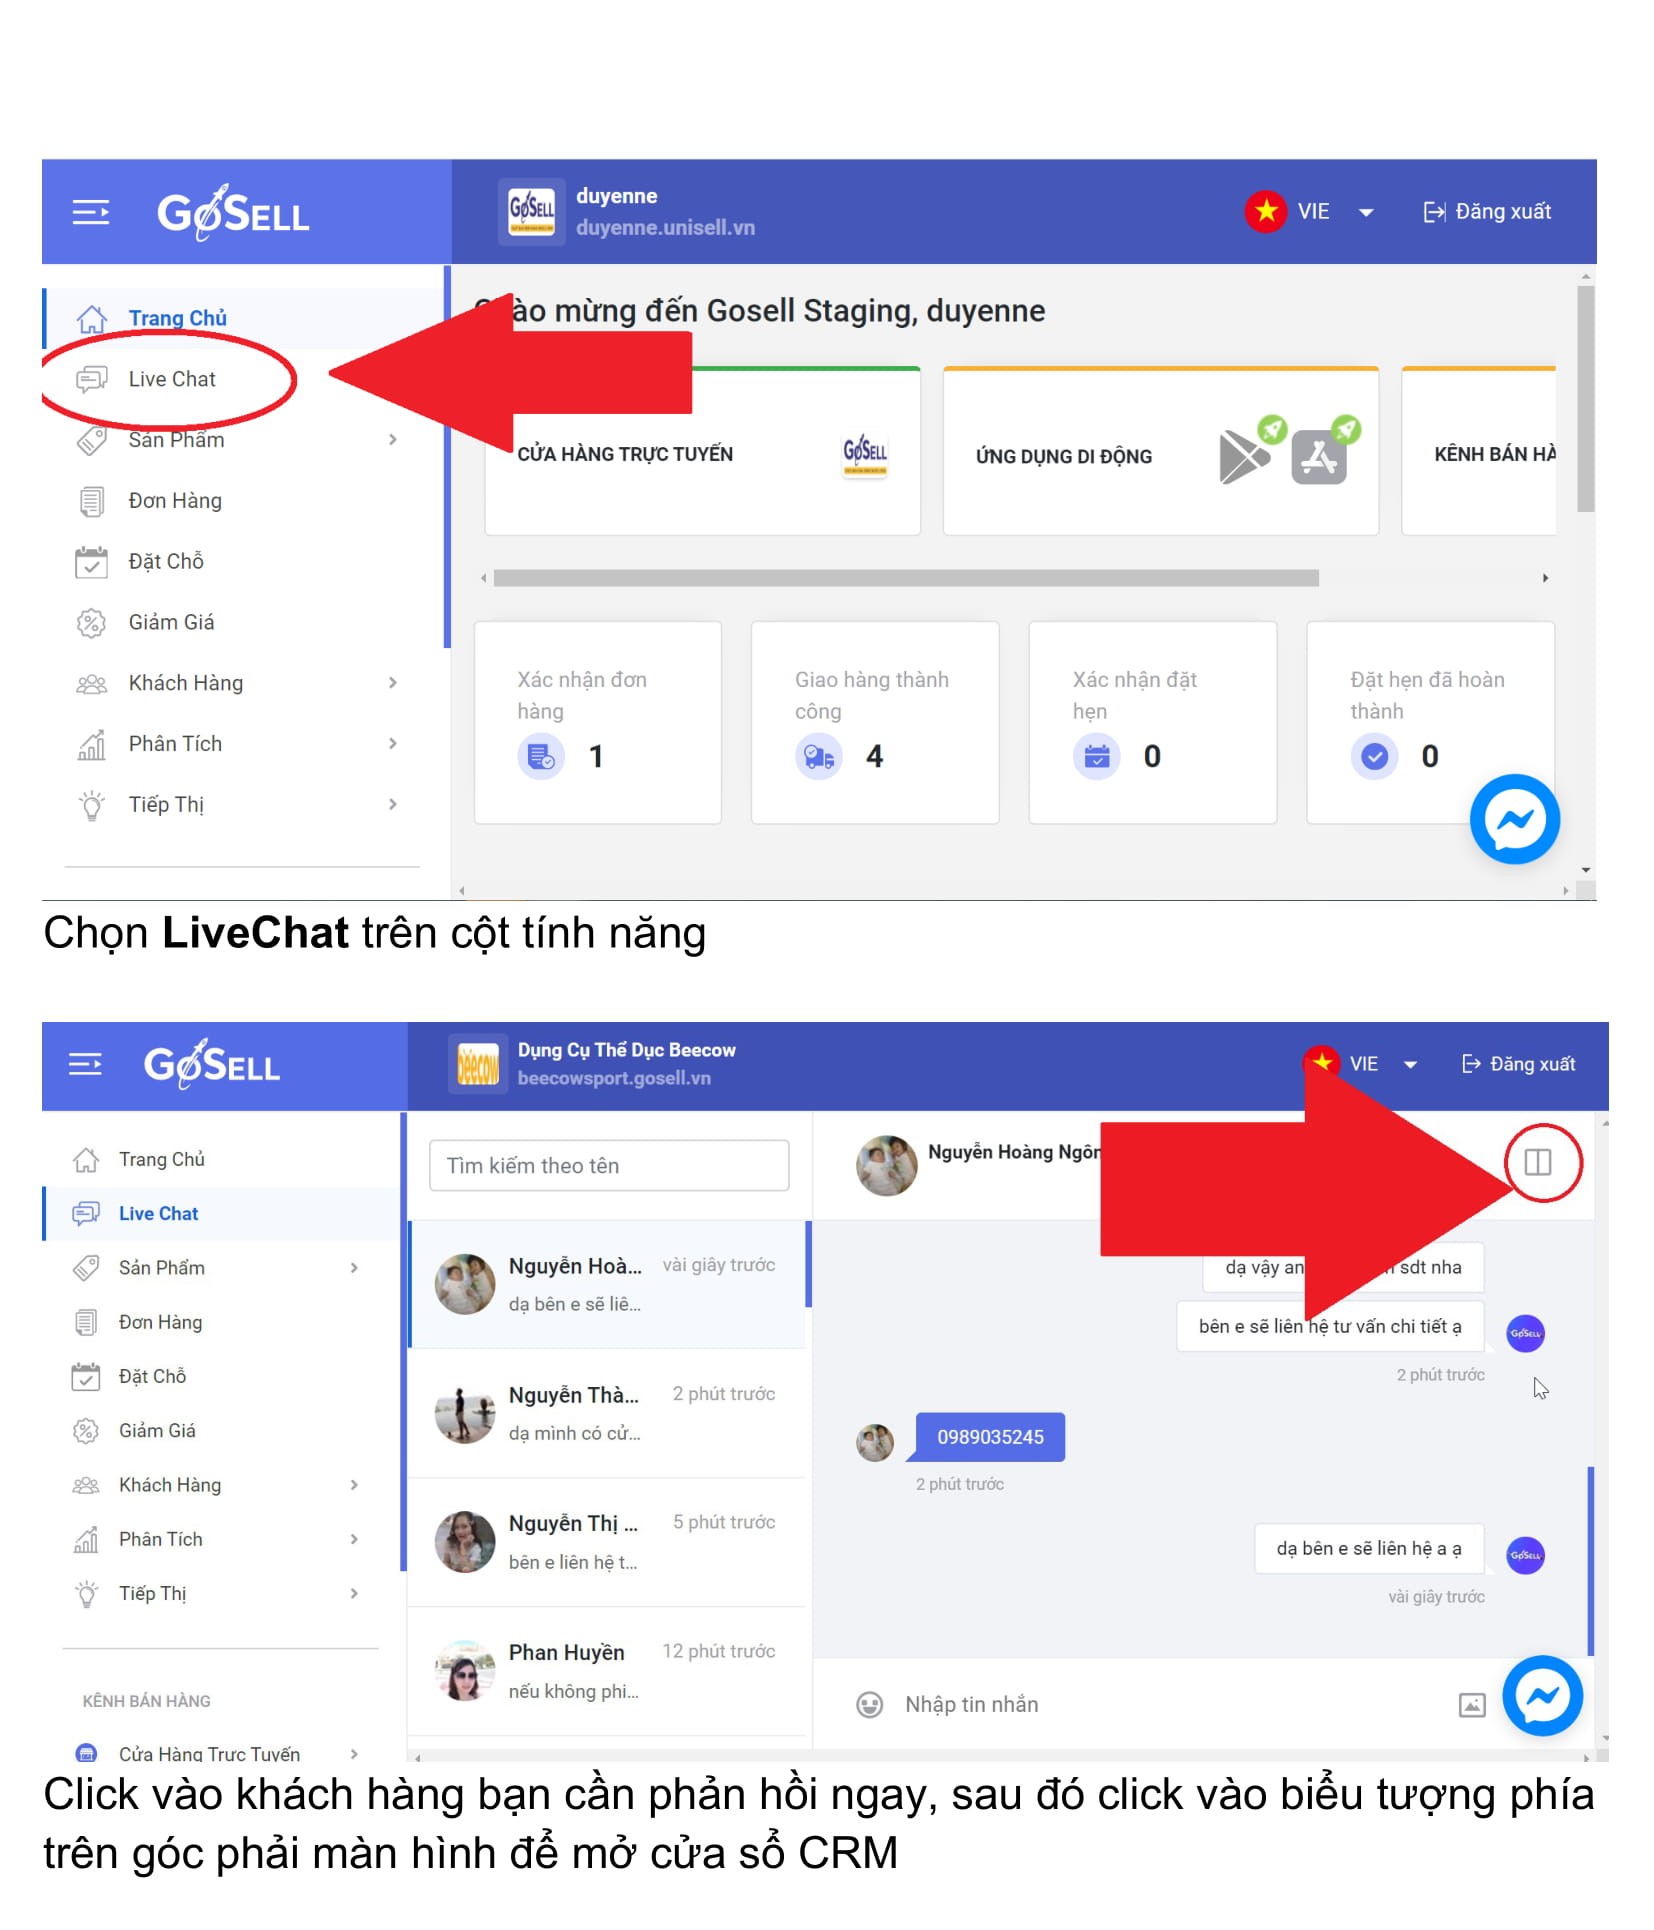 GoSELL
duyenne
duyenne.unisell.vn
VIE
Đăng xuất
Trang Chủ
Live Chat
Sản Phẩm
Đơn Hàng
Đặt Chỗ
Giảm Giá
Khách Hàng
Phân Tích
Tiếp Thị
ào mừng đến Gosell Staging, duyenne
CỬA HÀNG TRỰC TUYẾN
GoSELL
ỨNG DỤNG DI ĐỘNG
KÊNH BÁN HÀ
Xác nhận đơn
hàng
1
Giao hàng thành
công
4
Xác nhận đặt
hẹn
0
Đặt hẹn đã hoàn
thành
0
Chọn LiveChat trên cột tính năng
GoSELL
beecow
Dụng Cụ Thể Dục Beecow
beecowsport.gosell.vn
VIE
Đăng xuất
Trang Chủ
Live Chat
Sản Phẩm
Đơn Hàng
Đặt Chỗ
Giảm Giá
Khách Hàng
Phân Tích
Tiếp Thị
KÊNH BÁN HÀNG
Cửa Hàng Trực Tuyến
Tìm kiếm theo tên
Nguyễn Hoà... vài giây trước
dạ bên e sẽ liê...
Nguyễn Thà... 2 phút trước
dạ mình có cử...
Nguyễn Thị ... 5 phút trước
bên e liên hệ t...
Phan Huyền 12 phút trước
nếu không phi...
Nguyễn Hoàng Ngôn
dạ vậy an sdt nha
bên e sẽ liên hệ tư vấn chi tiết ạ
GoSELL
2 phút trước
0989035245
2 phút trước
dạ bên e sẽ liên hệ a ạ
GoSELL
vài giây trước
Nhập tin nhắn
Click vào khách hàng bạn cần phản hồi ngay, sau đó click vào biểu tượng phía
trên góc phải màn hình để mở cửa sổ CRM